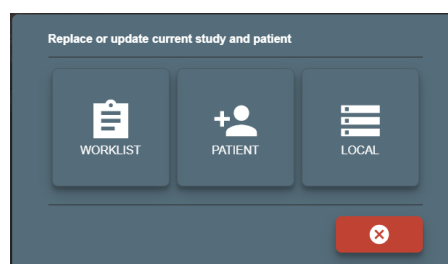 Replace or update current study and patient
WORKLIST
PATIENT
LOCAL